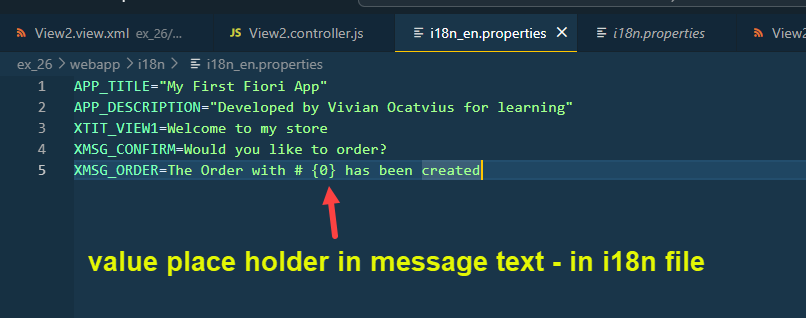 View2.view.xml ex_26/...
JS View2.controller.js
i18n_en.properties
i18n.properties
View2
ex_26 > webapp > i18n > i18n_en.properties
1 APP_TITLE="My First Fiori App"
2 APP_DESCRIPTION="Developed by Vivian Ocatvius for learning"
3 XTIT_VIEW1=Welcome to my store
4 XMSG_CONFIRM=Would you like to order?
5 XMSG_ORDER=The Order with # {0} has been created
value place holder in message text - in i18n file